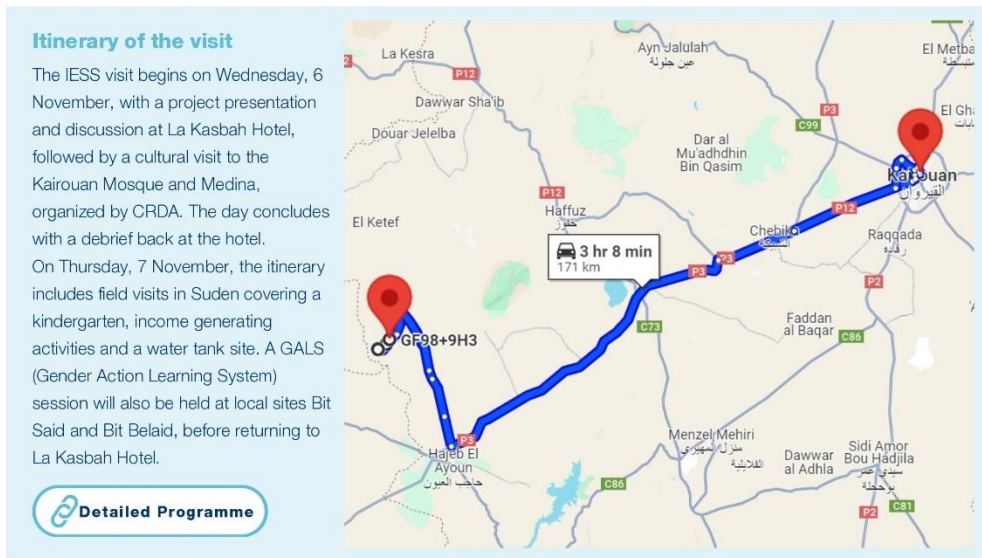 Itinerary of the visit
The IESS visit begins on Wednesday, 6
November, with a project presentation
and discussion at La Kasbah Hotel,
followed by a cultural visit to the
Kairouan Mosque and Medina,
organized by CRDA. The day concludes
with a debrief back at the hotel.
On Thursday, 7 November, the itinerary
includes field visits in Suden covering a
kindergarten, income generating
activities and a water tank site. A GALS
(Gender Action Learning System)
session will also be held at local sites Bit
Said and Bit Belaid, before returning to
La Kasbah Hotel.
Detailed Programme
La Kesra
Ayn Jalulah
عين جلولة
El Metba
P12
Dawwar Sha'ib
Douar Jelelba
P3
C99
El Gha
Dar al
Mu'adhdhin
Bin Qasim
Kairouan
القيروان
P12
Haffuz
حفوز
P12
El Ketef
Chebika
الشبيكة
Raqqada
رقادة
3 hr 8 min
171 km
P3
P3
P2
GF98+9H3
C73
Faddan
al Baqar
C86
P3
Hajeb El
Ayoun
حاجب العيون
Menzel Mehiri
منزل المهيري
C86
Dawwar
al Adhla
Sidi Amor
Bou Hadjila
سيدي عمر
بوحجلة
P2
C81